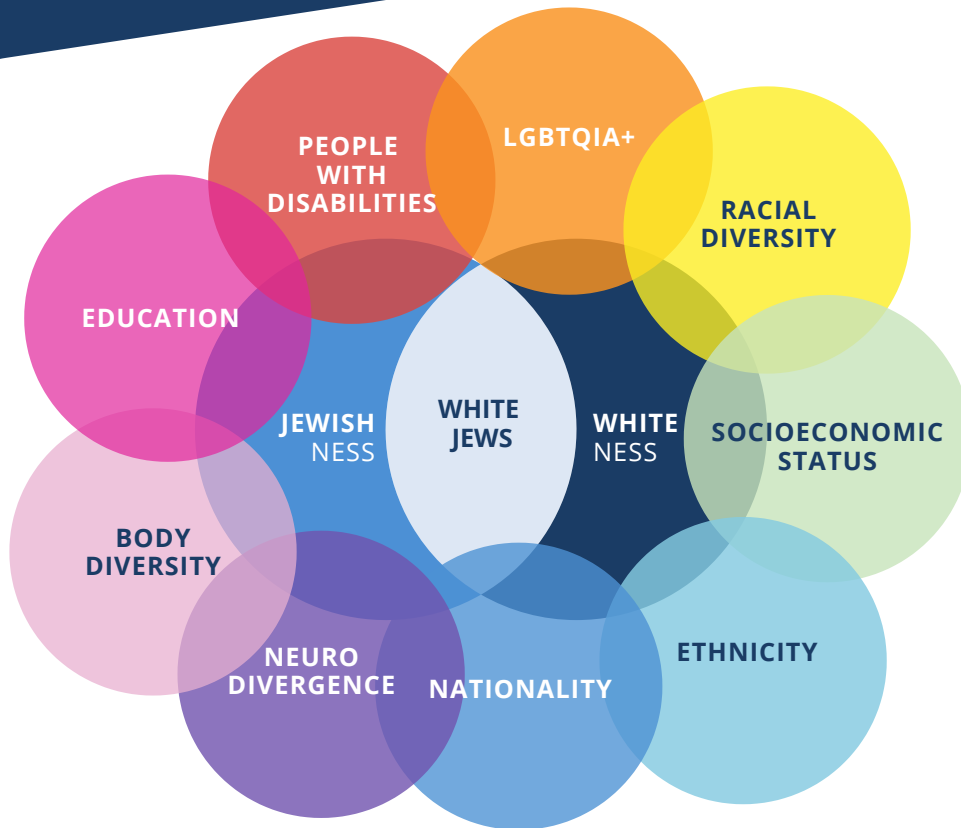 LGBTQIA+
PEOPLE
WITH
DISABILITIES
RACIAL
DIVERSITY
EDUCATION
JEWISH
NESS
WHITE
JEWS
WHITE
NESS
SOCIOECONOMIC
STATUS
BODY
DIVERSITY
NEURO
DIVERGENCE
NATIONALITY
ETHNICITY